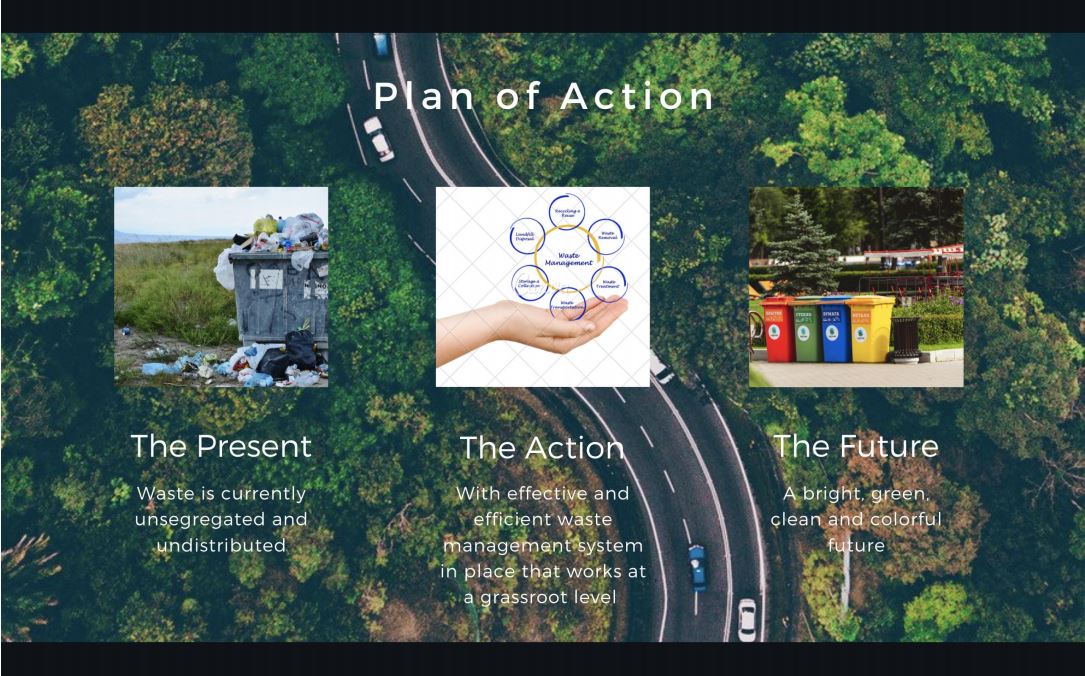 Plan of Action
Recycling &
Reuse
Landfill
Disposal
Waste
Removal
Waste
Management
Storage &
Collection
Waste
Treatment
Waste
Transportation
The Present
Waste is currently
unsegregated and
undistributed
The Action
With effective and
efficient waste
management system
in place that works at
a grassroot level
The Future
A bright, green,
clean and colorful
future